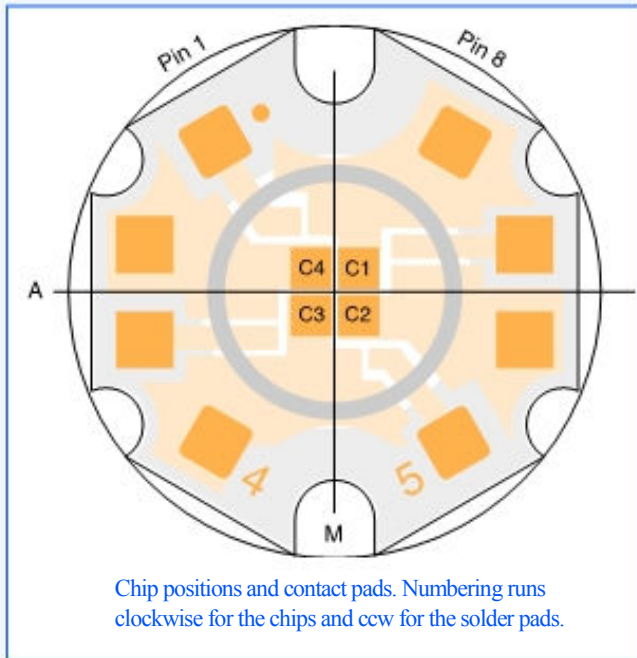 Pin 1
Pin 8
C4 C1
A
C3 C2
4
5
M
Chip positions and contact pads. Numbering runs
clockwise for the chips and ccw for the solder pads.